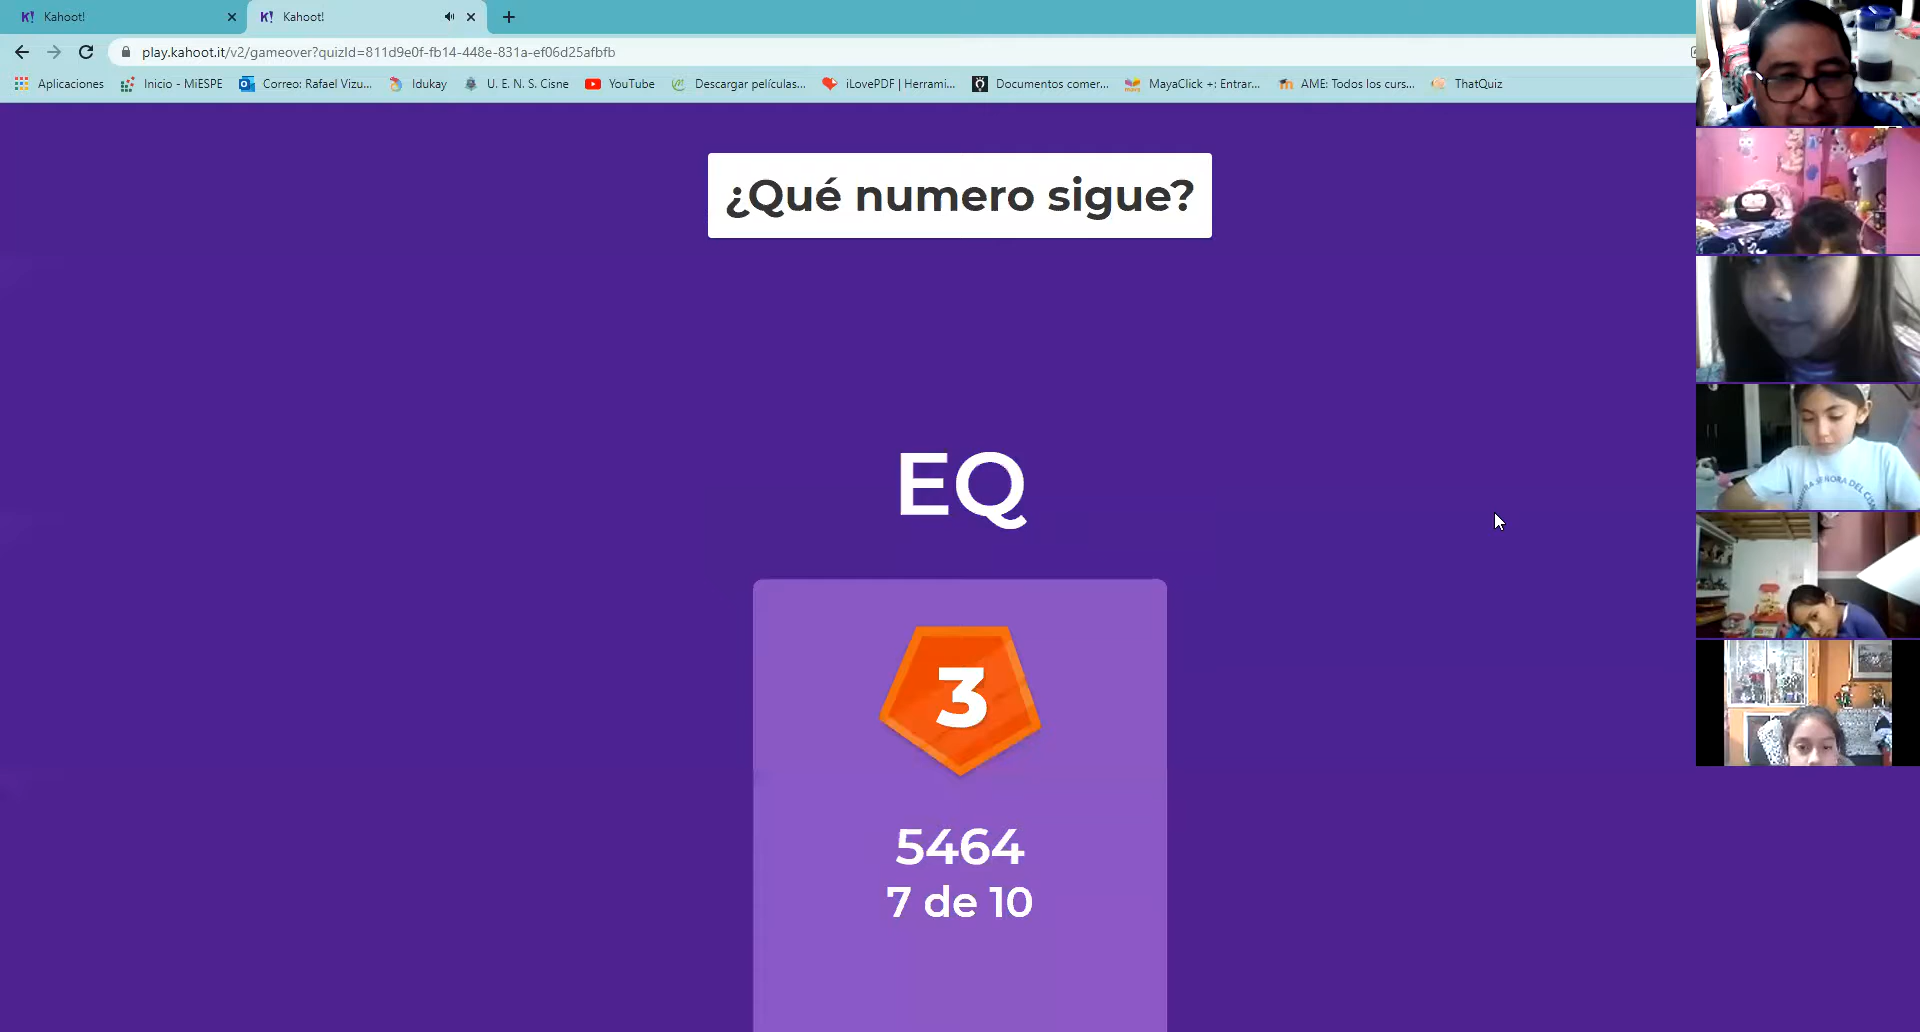 K! Kahoot!
K! Kahoot!
play.kahoot.it/v2/gameover?quizId=811d9e0f-fb14-448e-831a-ef06d25afbfb
Aplicaciones
Inicio - MiESPE
Correo: Rafael Vizu...
Idukay
U. E. N. S. Cisne
YouTube
Descargar películas...
iLovePDF | Herrami...
Documentos comer...
MayaClick +: Entrar...
AME: Todos los curs...
ThatQuiz
¿Qué numero sigue?
EQ
3
5464
7 de 10